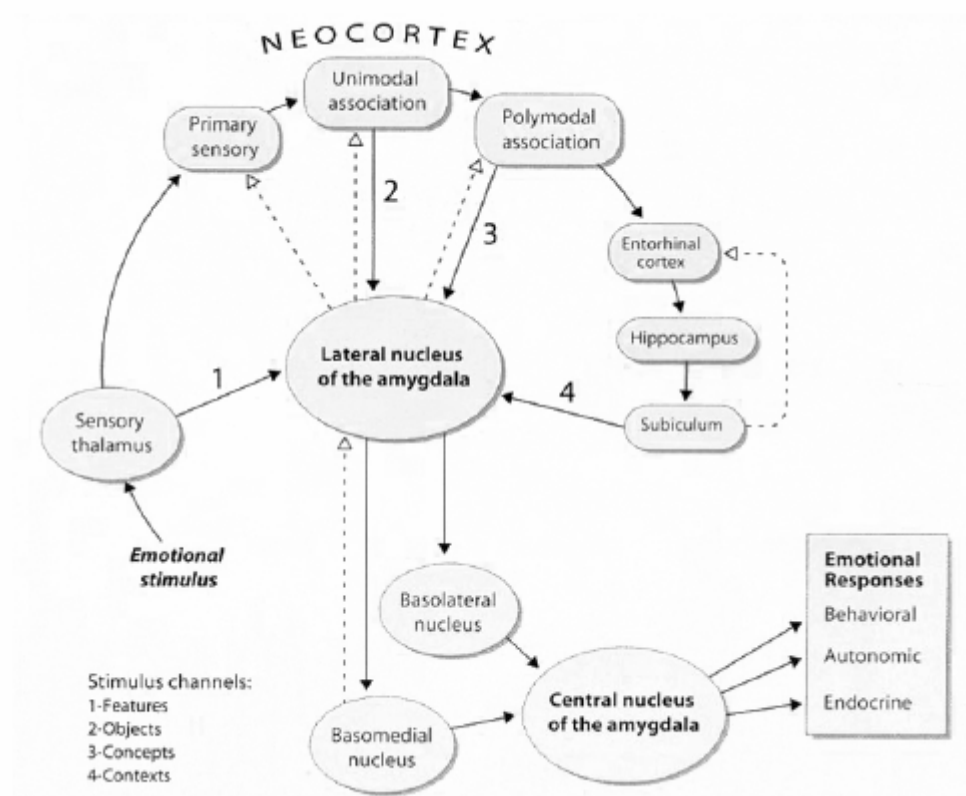 NEOCORTEX
Unimodal
association
Primary
sensory
Polymodal
association
2
3
Entorhinal
cortex
Hippocampus
Lateral nucleus
of the amygdala
1
4
Sensory
thalamus
Subiculum
Emotional
stimulus
Emotional
Responses
Behavioral
Autonomic
Endocrine
Basolateral
nucleus
Central nucleus
of the amygdala
Basomedial
nucleus
Stimulus channels:
1-Features
2-Objects
3-Concepts
4-Contexts